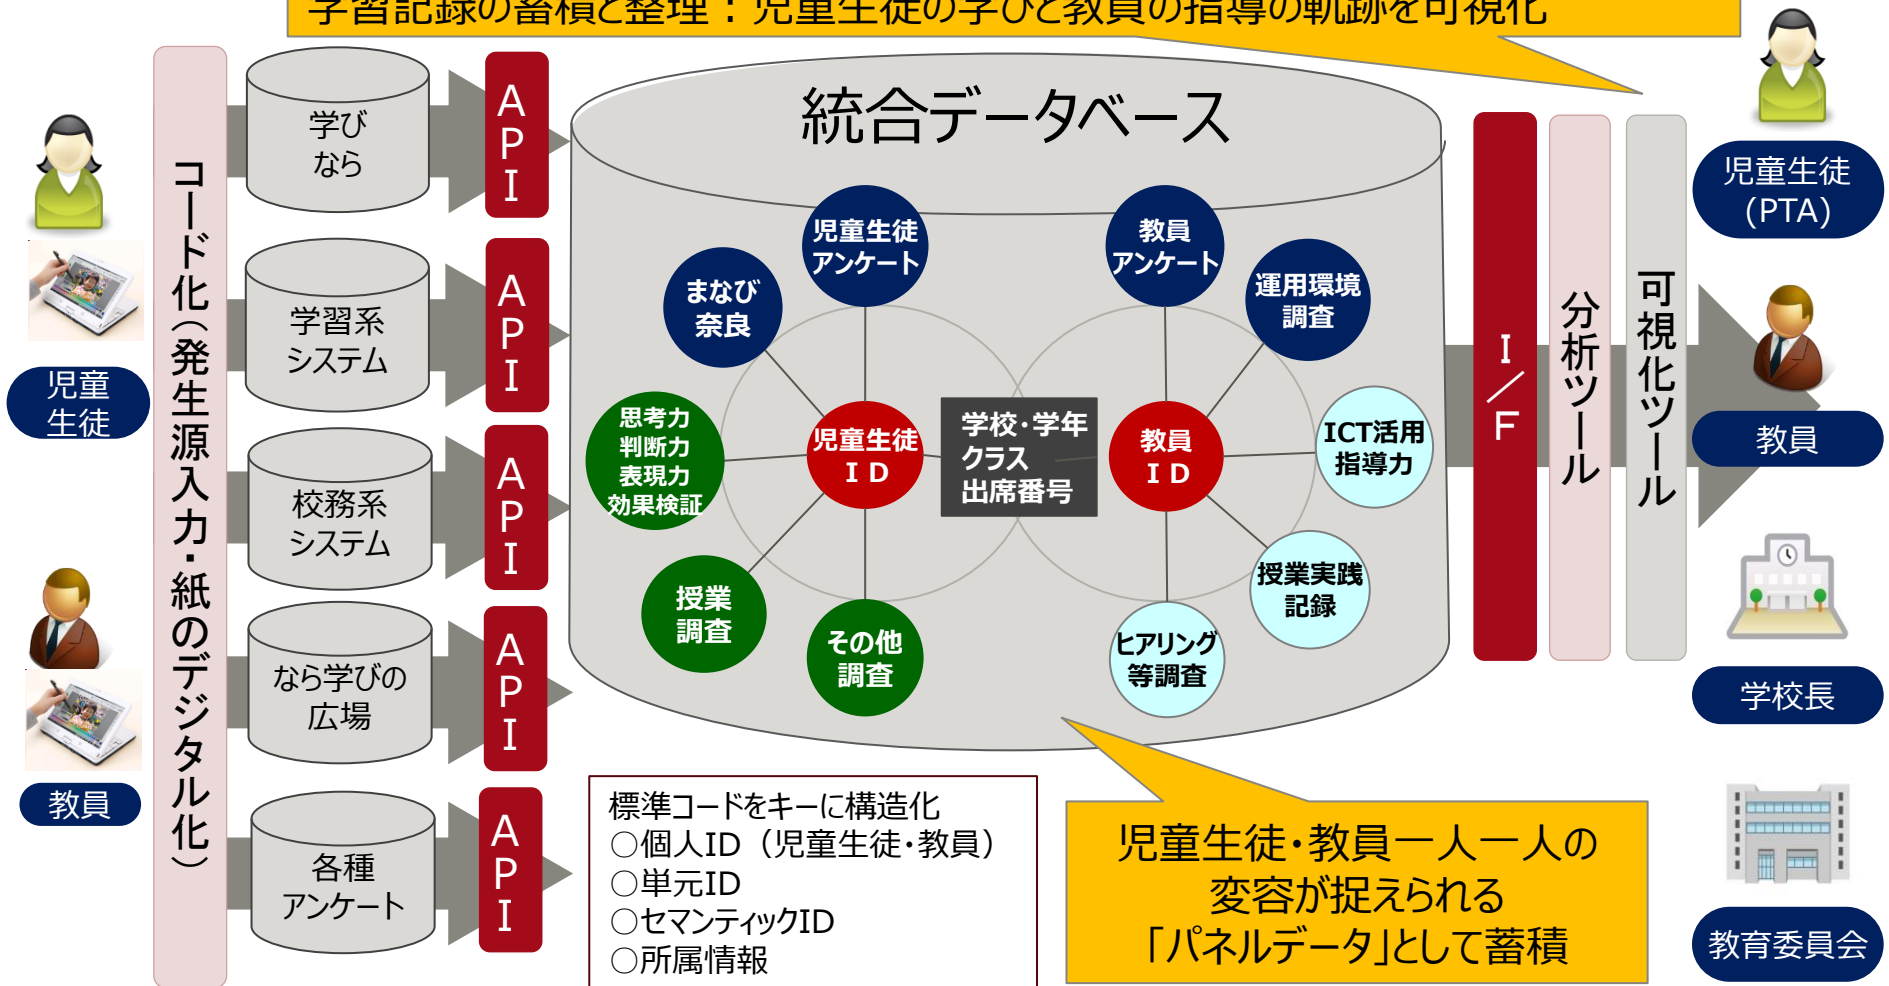 学習記録の蓄積と整理：児童生徒の学びと教員の指導の軌跡を可視化
児童
生徒
教員
コード化（発生源入力・紙のデジタル化）
学び
なら
API
学習系
システム
API
校務系
システム
API
なら学びの
広場
API
各種
アンケート
API
統合データベース
児童生徒
アンケート
まなび
奈良
思考力
判断力
表現力
効果検証
授業
調査
その他
調査
児童生徒
ＩＤ
学校・学年
クラス
出席番号
教員
ＩＤ
教員
アンケート
運用環境
調査
ICT活用
指導力
授業実践
記録
ヒアリング
等調査
標準コードをキーに構造化
○個人ID（児童生徒・教員）
○単元ID
○セマンティックID
○所属情報
児童生徒・教員一人一人の
変容が捉えられる
「パネルデータ」として蓄積
I／F
分析ツール
可視化ツール
児童生徒
(PTA)
教員
学校長
教育委員会